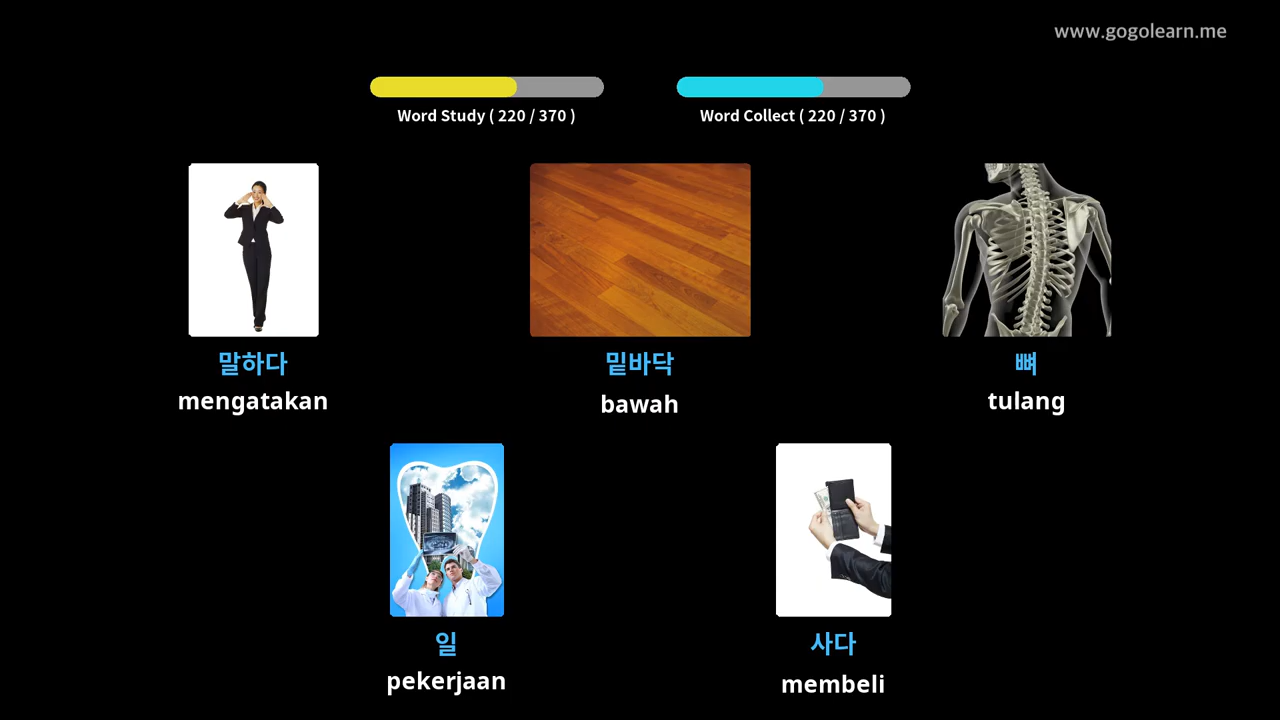 www.gogolearn.me
Word Study ( 220 / 370 )
Word Collect ( 220 / 370 )
말하다
mengatakan
밑바닥
bawah
뼈
tulang
일
pekerjaan
사다
membeli